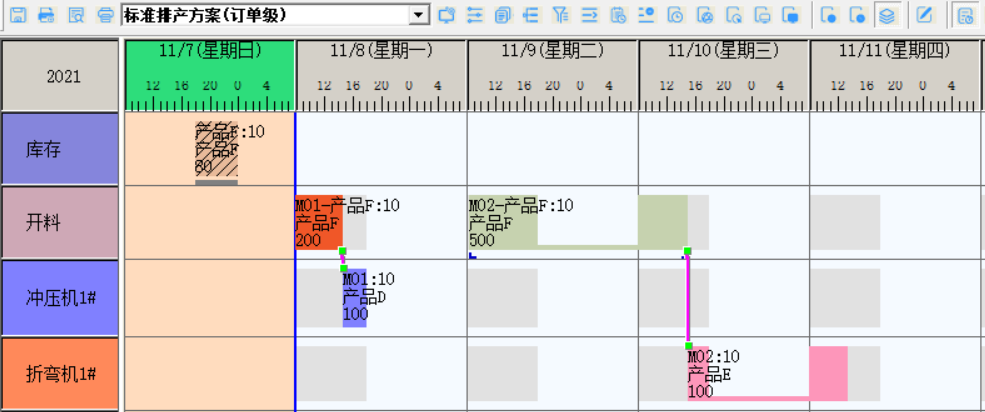 标准排产方案(订单级)
2021
11/7(星期日)
11/8(星期一)
11/9(星期二)
11/10(星期三)
11/11(星期四)
12 16 20 0 4
12 16 20 0 4
12 16 20 0 4
12 16 20 0 4
12 16 20 0 4
库存
产品F:10
产品F
80
开料
M01-产品F:10
产品F
200
M02-产品F:10
产品F
500
冲压机1#
M01:10
产品D
100
折弯机1#
M02:10
产品E
100